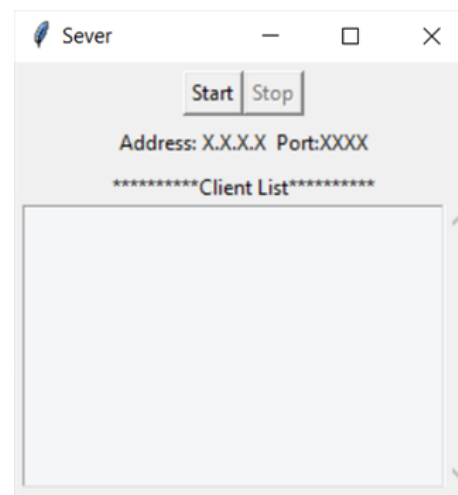 Sever
Start Stop
Address: X.X.X.X Port:XXXX
**********Client List**********